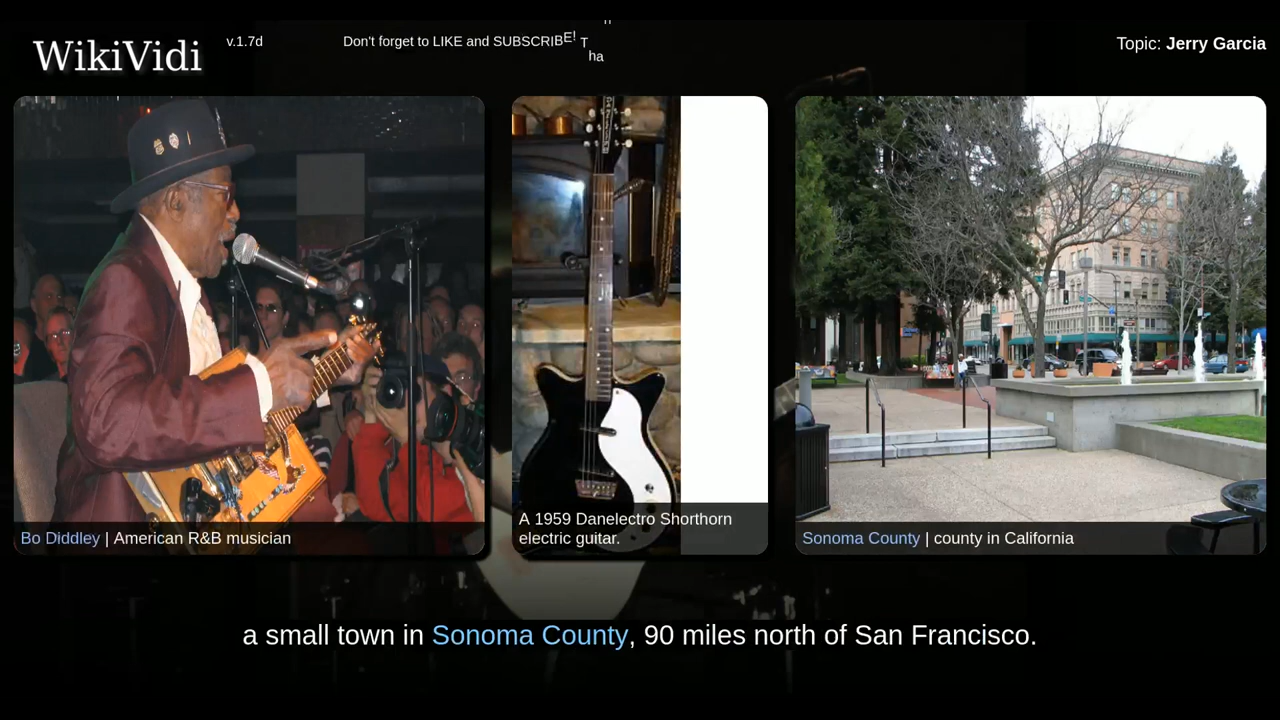 WikiVidi
v.1.7d
Don't forget to LIKE and SUBSCRIBE! Tha
Topic: Jerry Garcia
Bo Diddley | American R&B musician
A 1959 Danelectro Shorthorn
electric guitar.
Sonoma County | county in California
a small town in Sonoma County, 90 miles north of San Francisco.